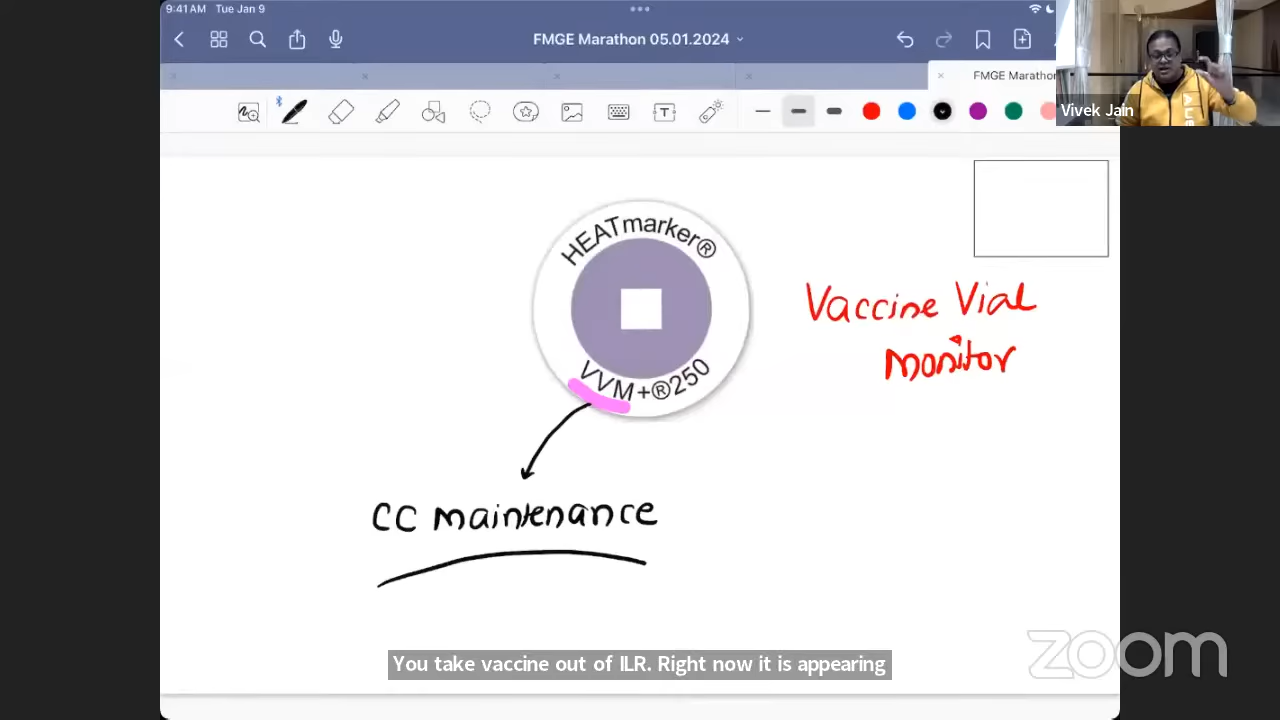 9:41 AM Tue Jan 9
FMGE Marathon 05.01.2024
FMGE Marathon
Vivek Jain
T
HEATmarker®
VVM+®250
Vaccine Vial
monitor
CC maintenance
You take vaccine out of ILR. Right now it is appearing
zoom